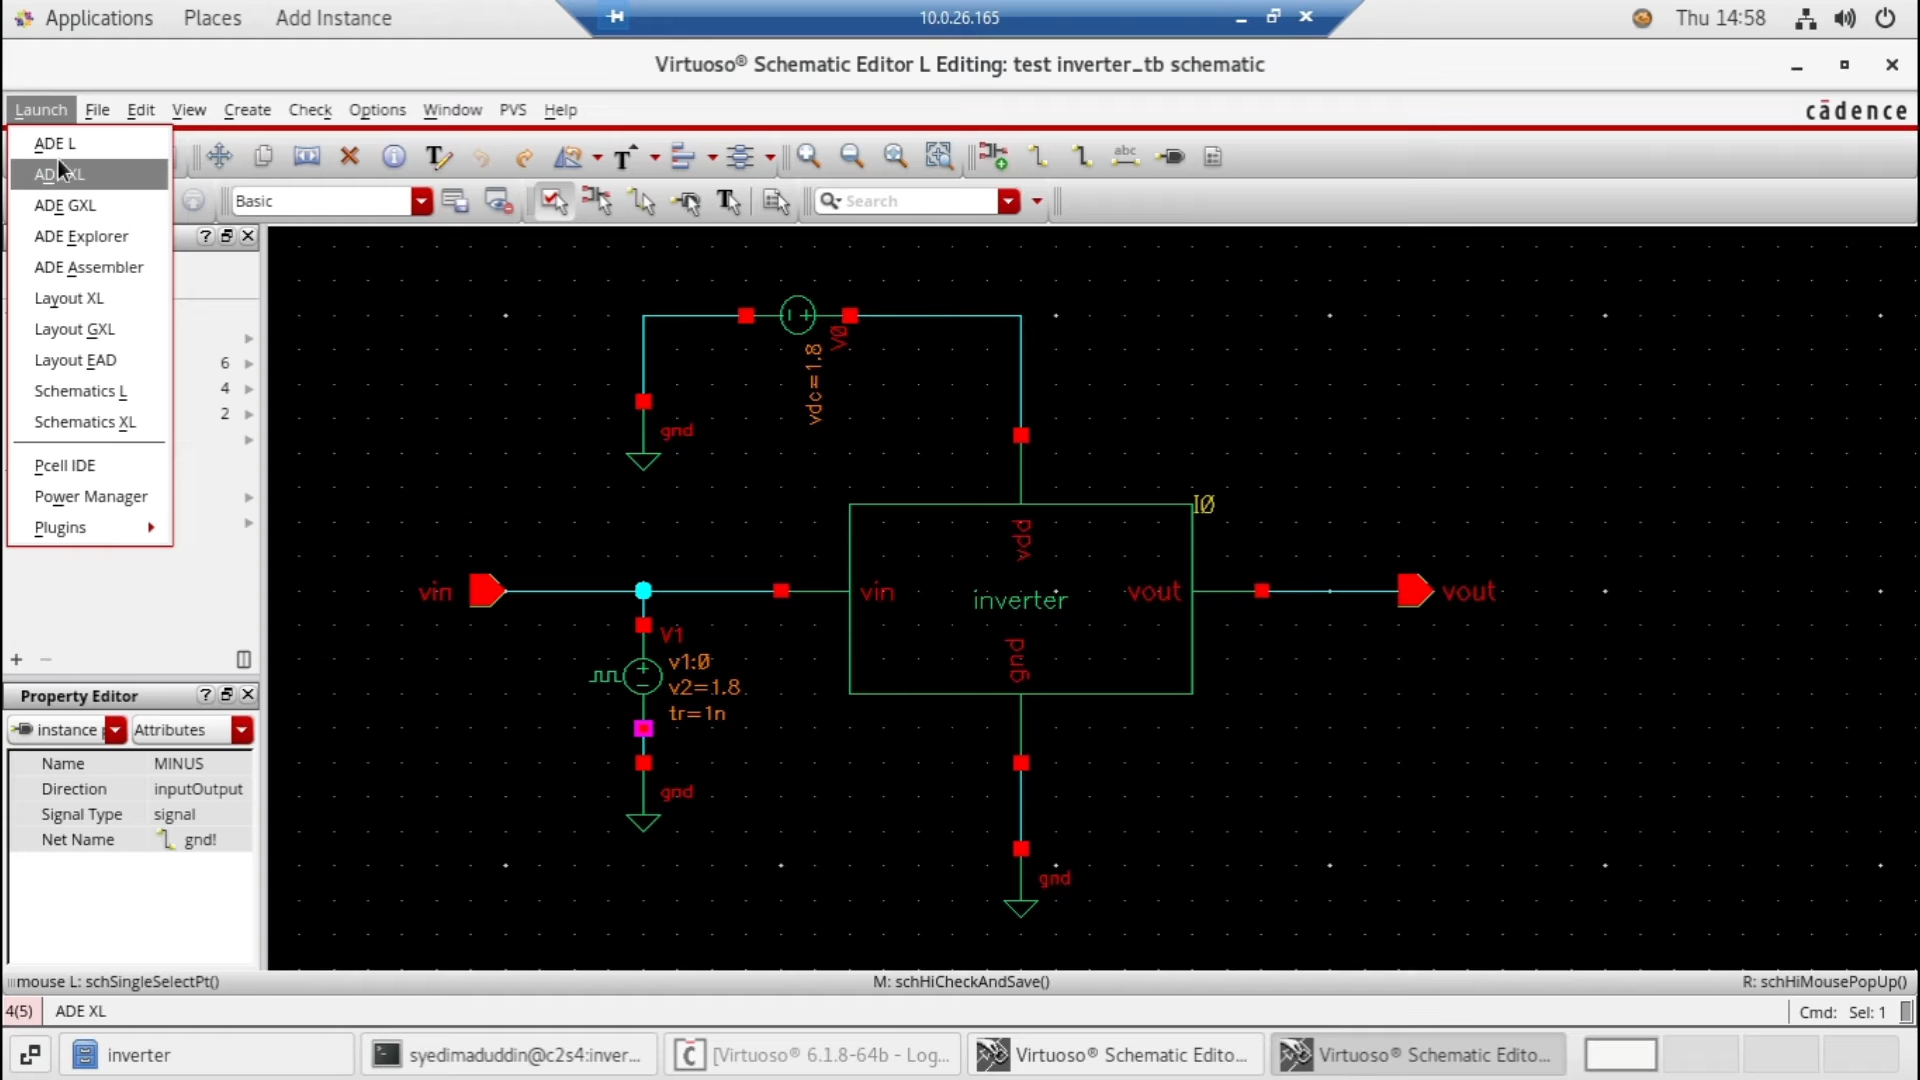 Applications Places Add Instance 10.0.26.165 Thu 14:58
Virtuoso® Schematic Editor L Editing: test inverter_tb schematic
Launch File Edit View Create Check Options Window PVS Help cādence
ADE L
ADE XL
ADE GXL
ADE Explorer
ADE Assembler
Layout XL
Layout GXL
Layout EAD
Schematics L
Schematics XL
Pcell IDE
Power Manager
Plugins
abc
Basic
Search
6
4
2
V0
vdc=1.8
gnd
I0
vdd
vin
vin
inverter
vout
vout
gnd
V1
v1:0
v2=1.8
tr=1n
gnd
gnd
Property Editor
instance Attributes
Name MINUS
Direction inputOutput
Signal Type signal
Net Name gnd!
mouse L: schSingleSelectPt() M: schHiCheckAndSave() R: schHiMousePopUp()
4(5) ADE XL Cmd: Sel: 1
inverter syedimaduddin@c2s4:inver... [Virtuoso® 6.1.8-64b - Log... Virtuoso® Schematic Edito... Virtuoso® Schematic Edito...